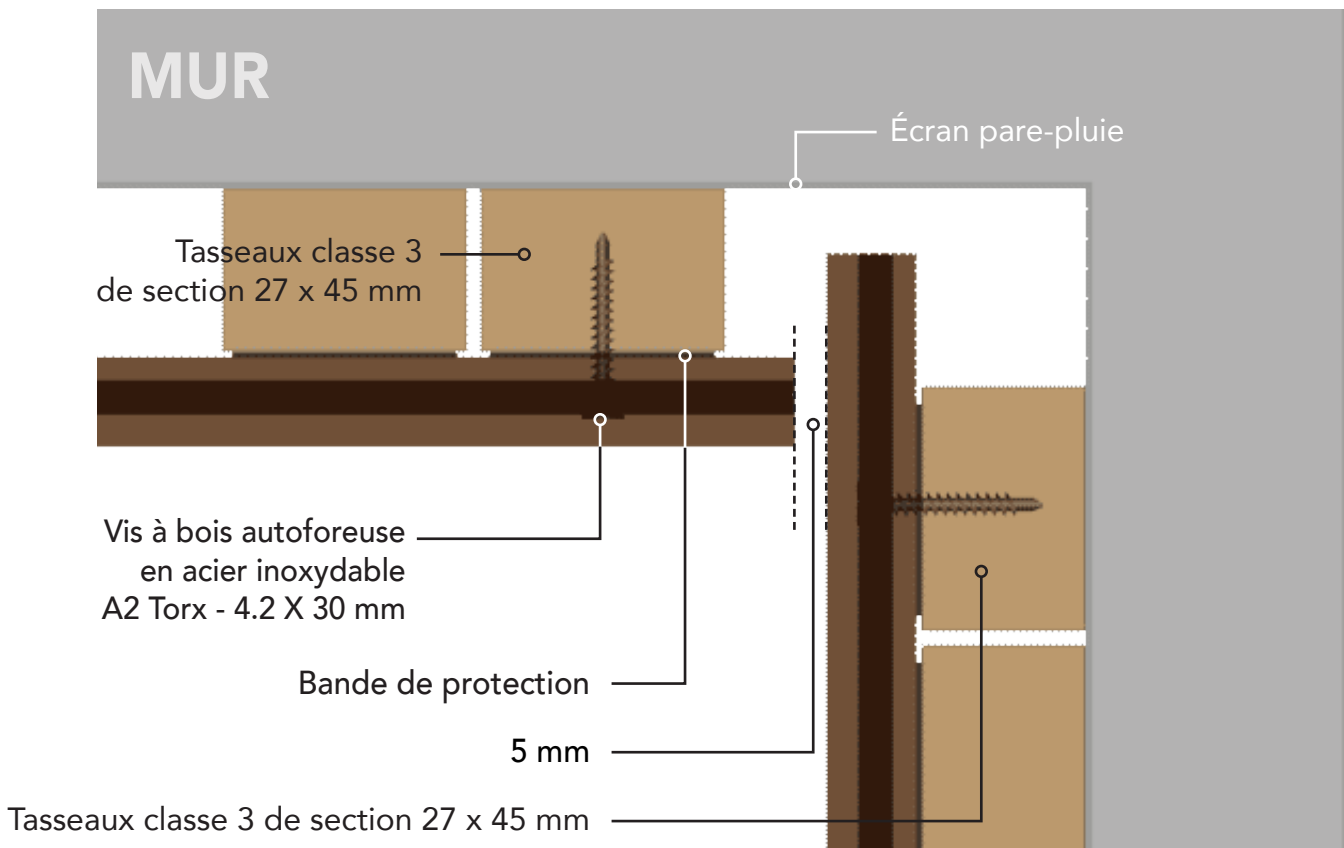 MUR
Écran pare-pluie
Tasseaux classe 3
de section 27 x 45 mm
Vis à bois autoforeuse
en acier inoxydable
A2 Torx - 4.2 X 30 mm
Bande de protection
5 mm
Tasseaux classe 3 de section 27 x 45 mm